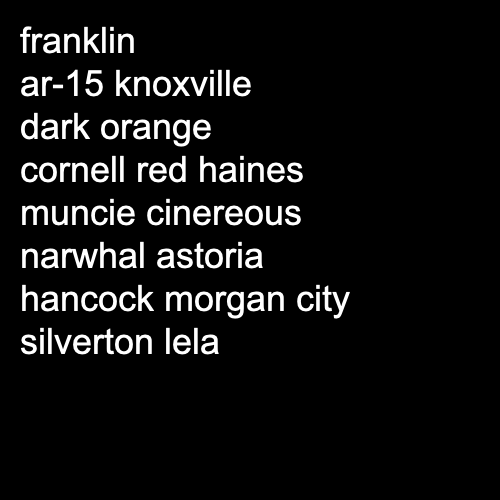 franklin
ar-15 knoxville
dark orange
cornell red haines
muncie cinereous
narwhal astoria
hancock morgan city
silverton lela